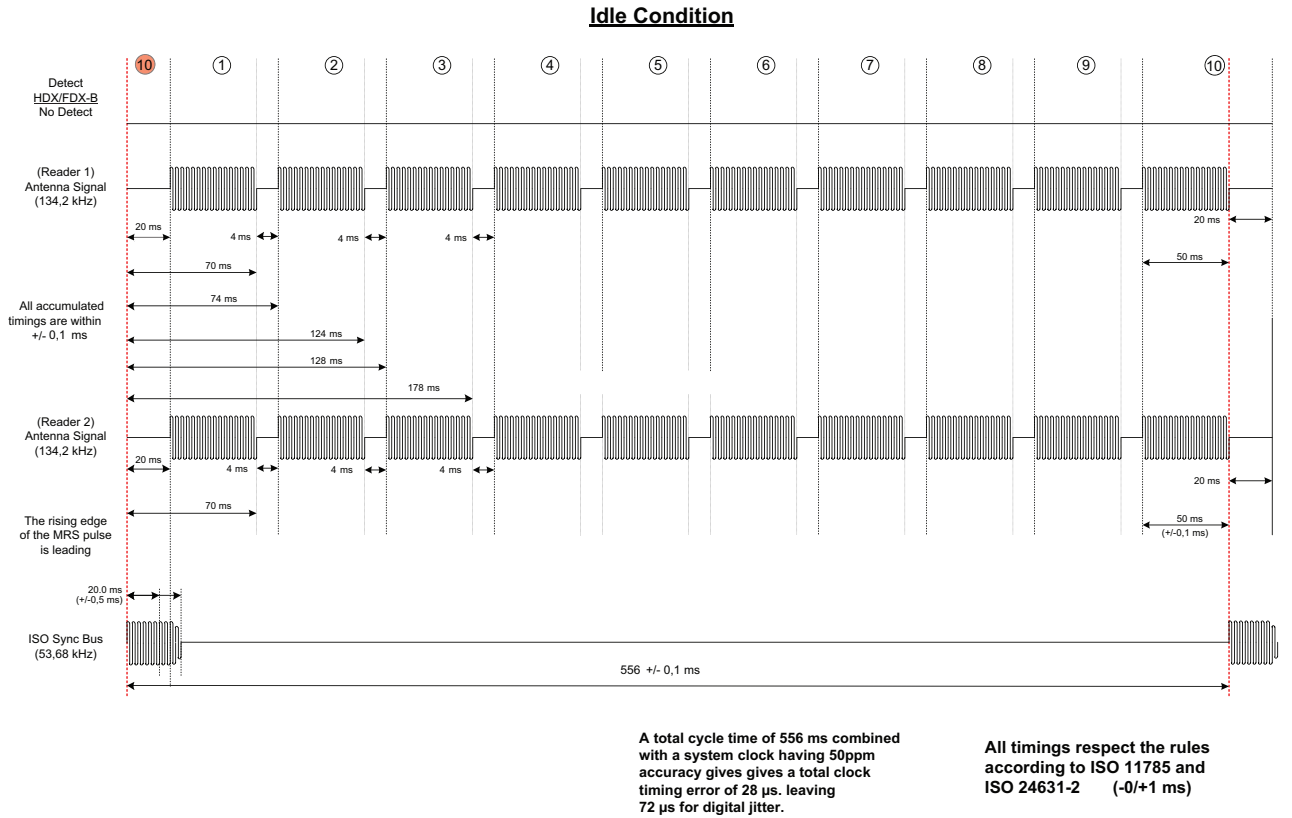 Idle Condition
10 1 2 3 4 5 6 7 8 9 10
Detect
HDX/FDX-B
No Detect
(Reader 1)
Antenna Signal
(134,2 kHz)
20 ms
4 ms
4 ms
4 ms
20 ms
70 ms
50 ms
74 ms
All accumulated
timings are within
+/- 0,1 ms
124 ms
128 ms
178 ms
(Reader 2)
Antenna Signal
(134,2 kHz)
20 ms
4 ms
4 ms
4 ms
20 ms
70 ms
50 ms
(+/-0,1 ms)
The rising edge
of the MRS pulse
is leading
20.0 ms
(+/-0,5 ms)
ISO Sync Bus
(53,68 kHz)
556 +/- 0,1 ms
A total cycle time of 556 ms combined
with a system clock having 50ppm
accuracy gives gives a total clock
timing error of 28 µs. leaving
72 µs for digital jitter.
All timings respect the rules
according to ISO 11785 and
ISO 24631-2 (-0/+1 ms)